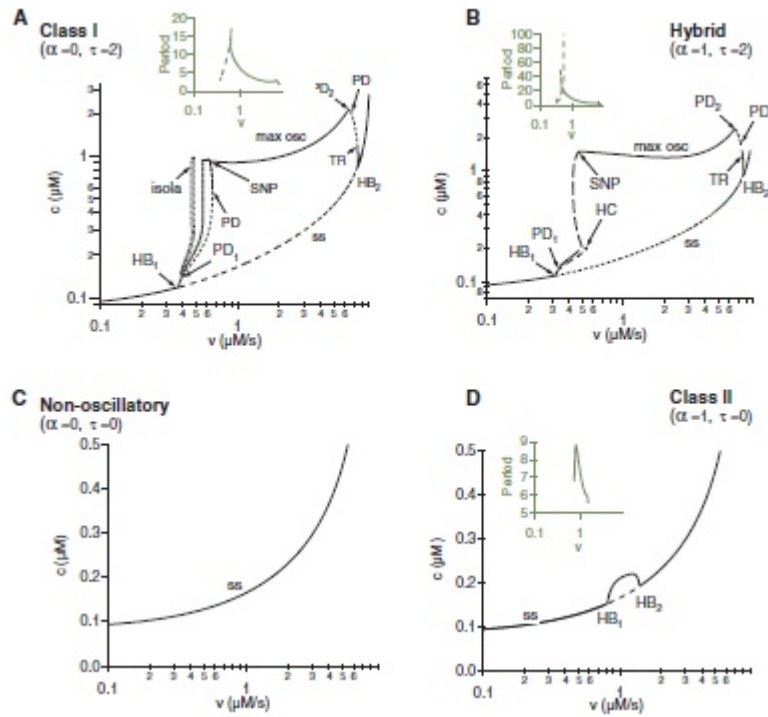 A Class I
(α=0, τ=2)
Period
20
15
10
5
0
0.1
1
v
c (μM)
3
2
1
6
5
4
3
2
0.1
isola
max osc
PD₂
PD
TR
HB₂
SNP
PD
ss
HB₁
PD₁
0.1
2
3
4
5
6
1
2
3
4
5
6
v (μM/s)
B Hybrid
(α=1, τ=2)
Period
100
80
60
40
20
0
0.1
1
v
c (μM)
6
4
2
1
8
6
4
2
0.1
8
max osc
PD₂
PD
TR
HB₂
SNP
HC
PD₁
HB₁
ss
0.1
2
3
4
5
6
1
2
3
4
5
6
v (μM/s)
C Non-oscillatory
(α=0, τ=0)
0.5
0.4
0.3
0.2
0.1
0.0
c (μM)
ss
0.1
2
3
4
5
6
1
2
3
4
5
6
v (μM/s)
D Class II
(α=1, τ=0)
0.5
0.4
0.3
0.2
0.1
0.0
c (μM)
Period
9
8
7
6
5
0.1
1
v
ss
HB₁
HB₂
0.1
2
3
4
5
6
1
2
3
4
5
6
v (μM/s)